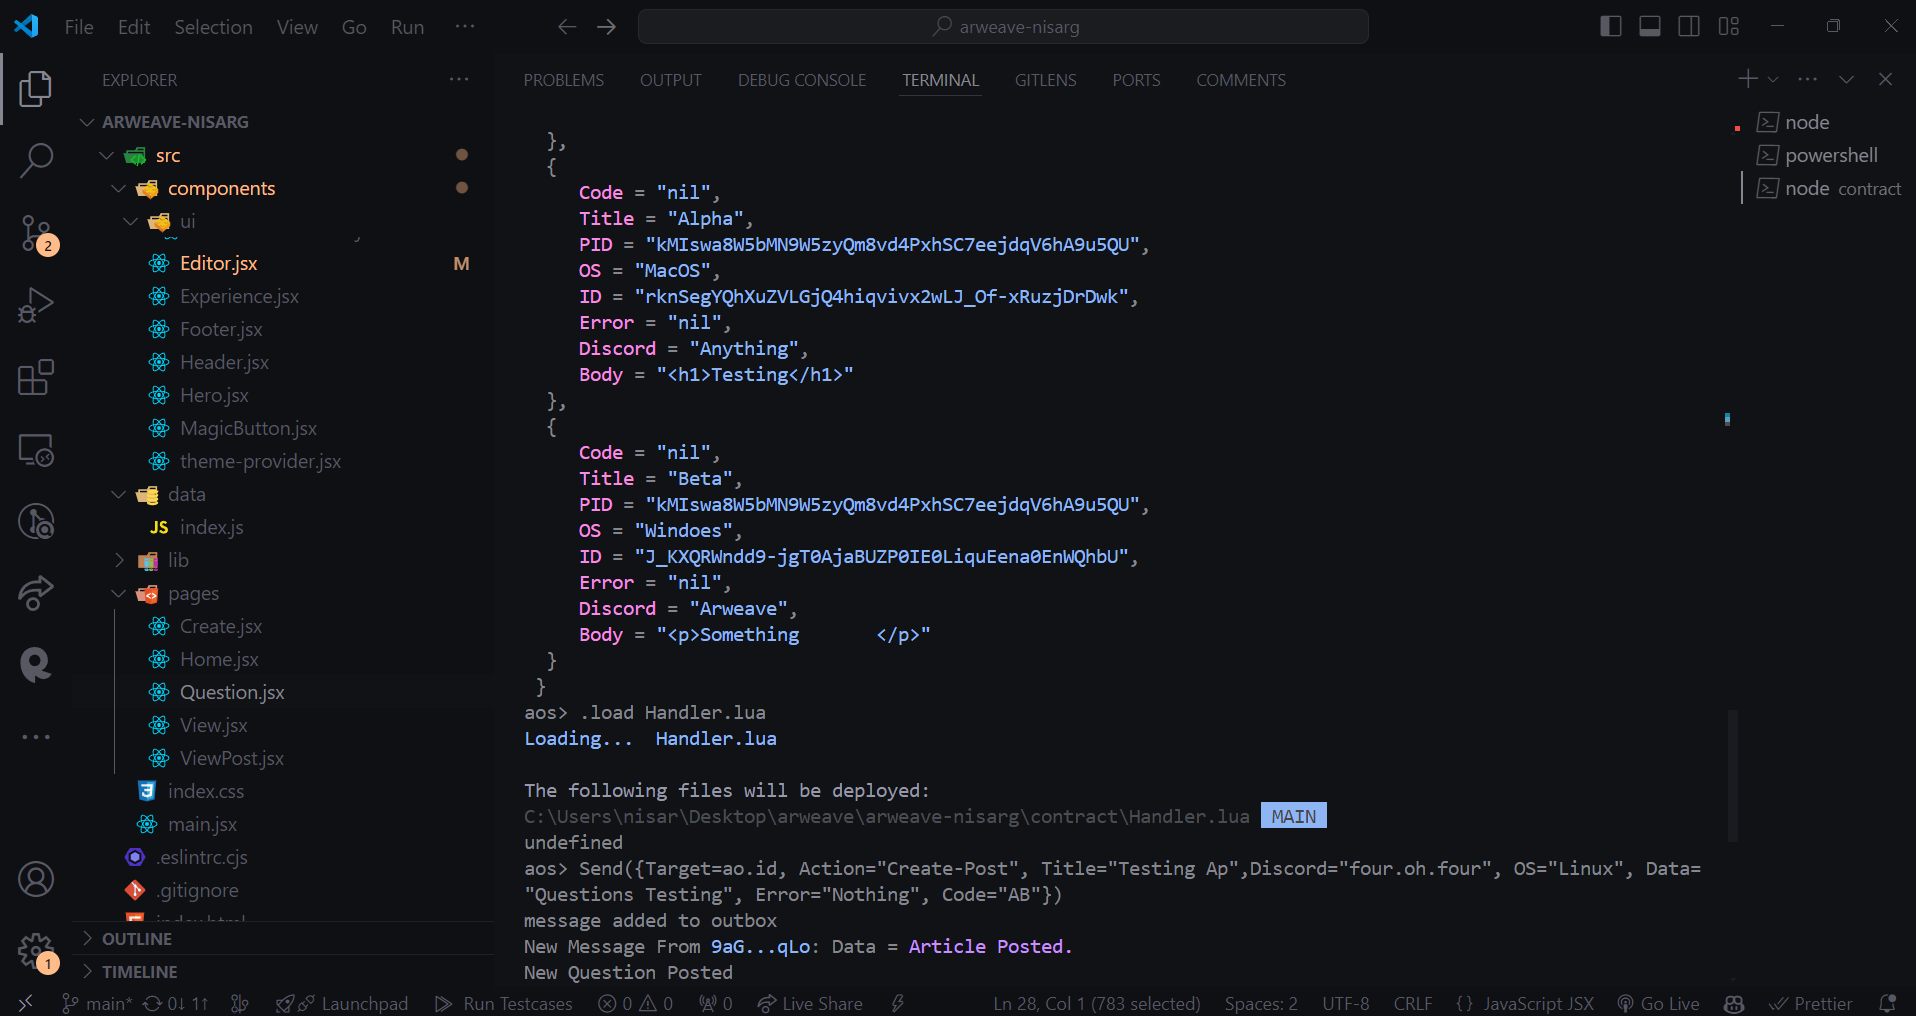 File Edit Selection View Go Run ···
arweave-nisarg
EXPLORER
ARWEAVE-NISARG
src
components
ui
Editor.jsx M
Experience.jsx
Footer.jsx
Header.jsx
Hero.jsx
MagicButton.jsx
theme-provider.jsx
data
JS index.js
lib
pages
Create.jsx
Home.jsx
Question.jsx
View.jsx
ViewPost.jsx
index.css
main.jsx
.eslintrc.cjs
.gitignore
index.html
OUTLINE
TIMELINE
2
1
PROBLEMS OUTPUT DEBUG CONSOLE TERMINAL GITLENS PORTS COMMENTS
},
{
Code = "nil",
Title = "Alpha",
PID = "kMIswa8W5bMN9W5zyQm8vd4PxhSC7eejdqV6hA9u5QU",
OS = "MacOS",
ID = "rknSegYQhXuZVLGjQ4hiqvivx2wLJ_Of-xRuzjDrDwk",
Error = "nil",
Discord = "Anything",
Body = "<h1>Testing</h1>"
},
{
Code = "nil",
Title = "Beta",
PID = "kMIswa8W5bMN9W5zyQm8vd4PxhSC7eejdqV6hA9u5QU",
OS = "Windoes",
ID = "J_KXQRWndd9-jgT0AjaBUZP0IE0LiquEena0EnWQhbU",
Error = "nil",
Discord = "Arweave",
Body = "<p>Something       </p>"
}
}
aos> .load Handler.lua
Loading...  Handler.lua
The following files will be deployed:
C:\Users\nisar\Desktop\arweave\arweave-nisarg\contract\Handler.lua MAIN
undefined
aos> Send({Target=ao.id, Action="Create-Post", Title="Testing Ap",Discord="four.oh.four", OS="Linux", Data=
"Questions Testing", Error="Nothing", Code="AB"})
message added to outbox
New Message From 9aG...qLo: Data = Article Posted.
New Question Posted
node
powershell
node contract
main* 0↓ 1↑ Launchpad Run Testcases 0 0 0 Live Share Ln 28, Col 1 (783 selected) Spaces: 2 UTF-8 CRLF {} JavaScript JSX Go Live Prettier